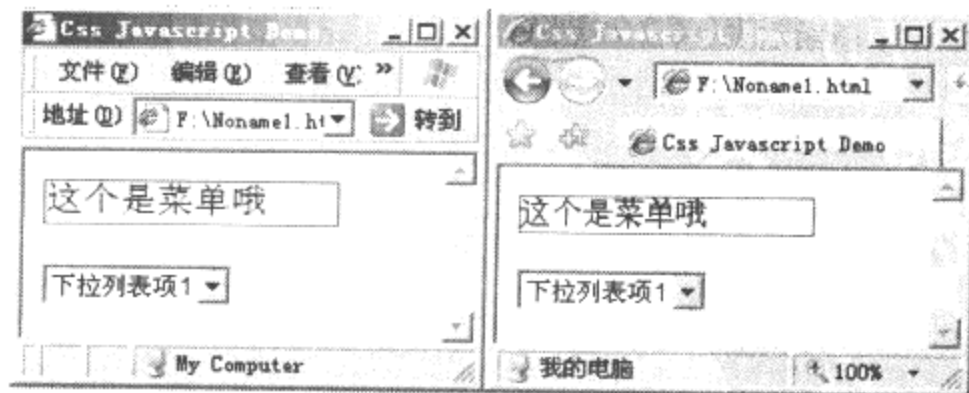 Css Javascript Demo
文件(F) 编辑(E) 查看(V) »
地址(D) F:\Noname1.ht 转到
这个是菜单哦
下拉列表项1
My Computer
Css Javascript
F:\Noname1.html
Css Javascript Demo
这个是菜单哦
下拉列表项1
我的电脑 100%